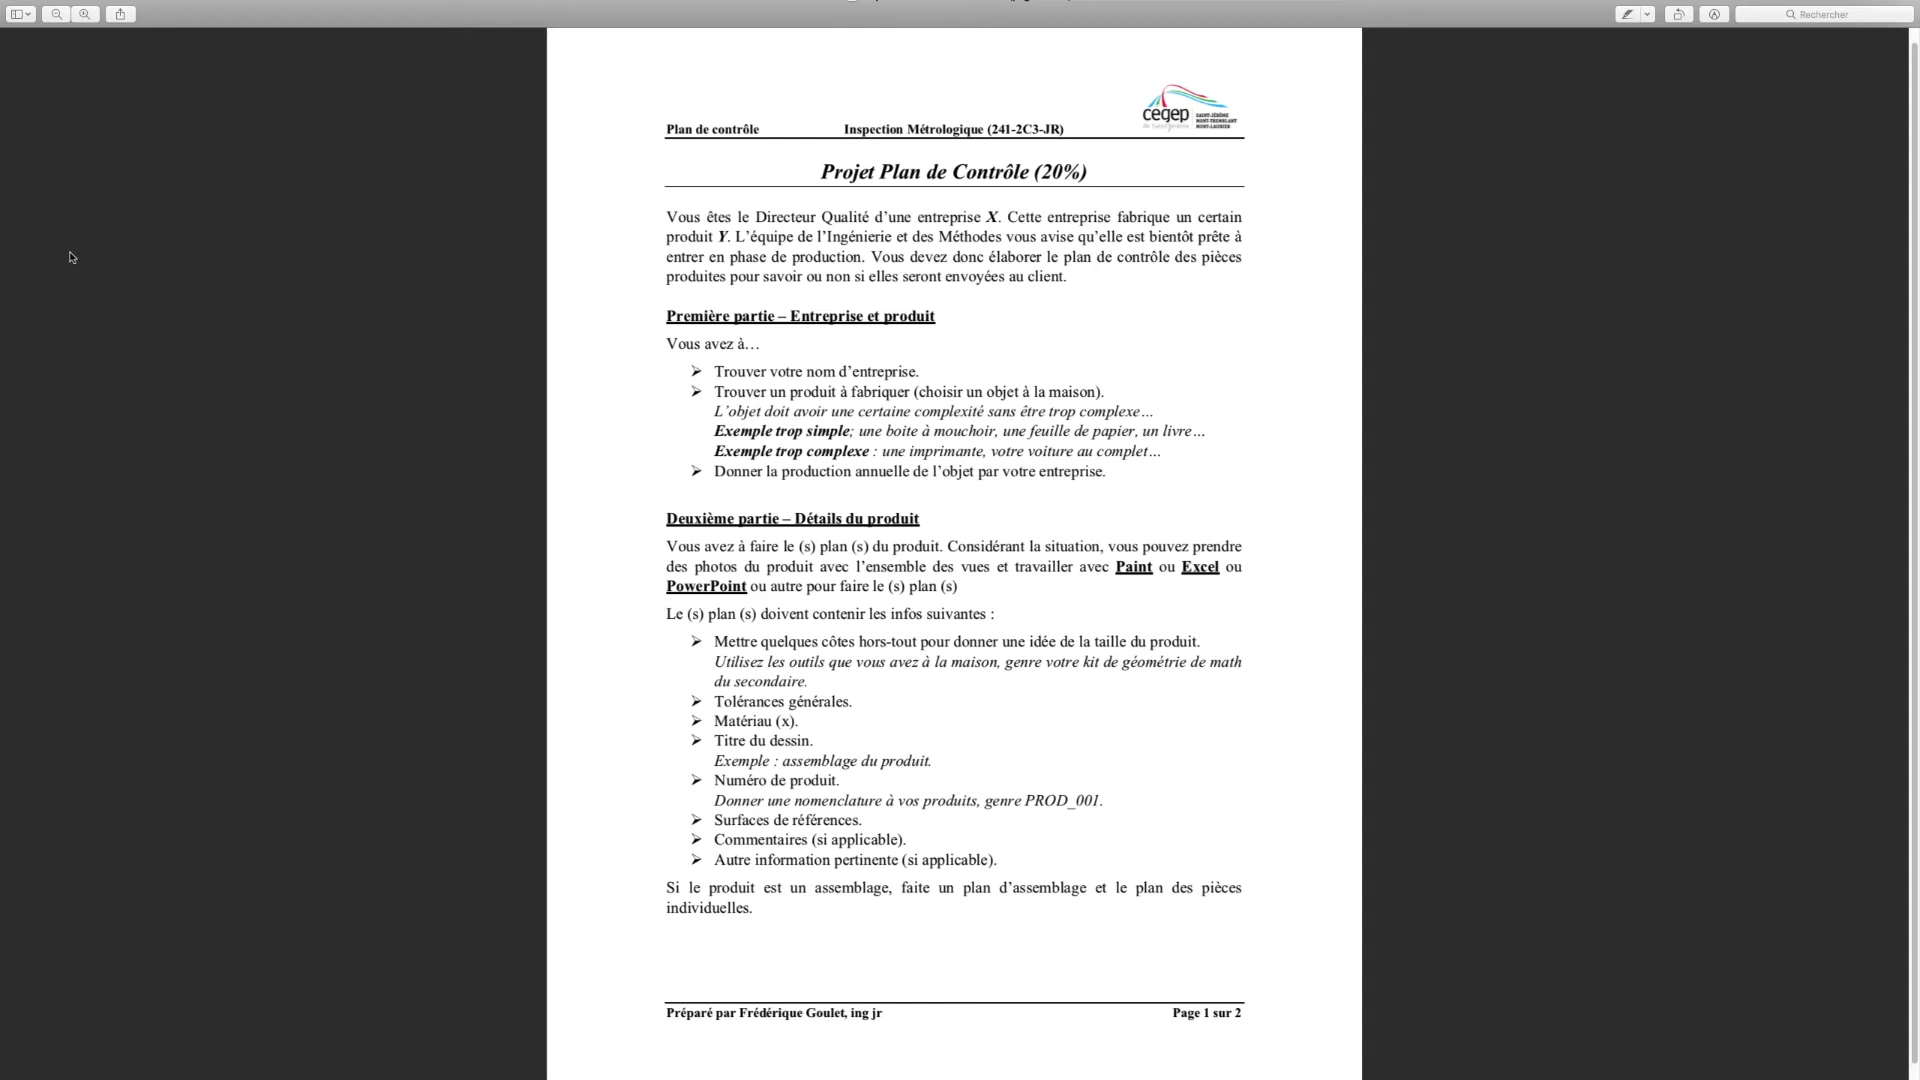 Rechercher
cegep
SAINT-JÉRÔME
MONT-TREMBLANT
MONT-LAURIER
Plan de contrôle Inspection Métrologique (241-2C3-JR)
Projet Plan de Contrôle (20%)
Vous êtes le Directeur Qualité d’une entreprise X. Cette entreprise fabrique un certain
produit Y. L’équipe de l’Ingénierie et des Méthodes vous avise qu’elle est bientôt prête à
entrer en phase de production. Vous devez donc élaborer le plan de contrôle des pièces
produites pour savoir ou non si elles seront envoyées au client.
Première partie – Entreprise et produit
Vous avez à…
➢ Trouver votre nom d’entreprise.
➢ Trouver un produit à fabriquer (choisir un objet à la maison).
L’objet doit avoir une certaine complexité sans être trop complexe…
Exemple trop simple; une boite à mouchoir, une feuille de papier, un livre…
Exemple trop complexe : une imprimante, votre voiture au complet…
➢ Donner la production annuelle de l’objet par votre entreprise.
Deuxième partie – Détails du produit
Vous avez à faire le (s) plan (s) du produit. Considérant la situation, vous pouvez prendre
des photos du produit avec l’ensemble des vues et travailler avec Paint ou Excel ou
PowerPoint ou autre pour faire le (s) plan (s)
Le (s) plan (s) doivent contenir les infos suivantes :
➢ Mettre quelques côtes hors-tout pour donner une idée de la taille du produit.
Utilisez les outils que vous avez à la maison, genre votre kit de géométrie de math
du secondaire.
➢ Tolérances générales.
➢ Matériau (x).
➢ Titre du dessin.
Exemple : assemblage du produit.
➢ Numéro de produit.
Donner une nomenclature à vos produits, genre PROD_001.
➢ Surfaces de références.
➢ Commentaires (si applicable).
➢ Autre information pertinente (si applicable).
Si le produit est un assemblage, faite un plan d’assemblage et le plan des pièces
individuelles.
Préparé par Frédérique Goulet, ing jr Page 1 sur 2